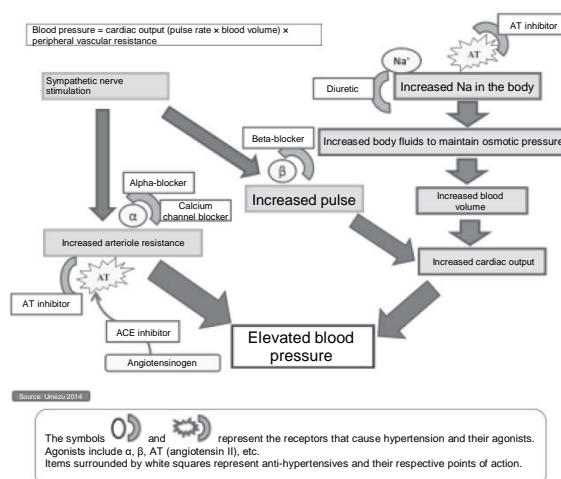 Blood pressure = cardiac output (pulse rate × blood volume) ×
peripheral vascular resistance
AT inhibitor
Na⁺
AT
Sympathetic nerve
stimulation
Diuretic
Increased Na in the body
Beta-blocker
Increased body fluids to maintain osmotic pressure
β
Alpha-blocker
Increased pulse
Increased blood
volume
α
Calcium
channel blocker
Increased arteriole resistance
Increased cardiac output
AT
AT inhibitor
ACE inhibitor
Elevated blood
pressure
Angiotensinogen
Source: Umezu 2014
The symbols and represent the receptors that cause hypertension and their agonists.
Agonists include α, β, AT (angiotensin II), etc.
Items surrounded by white squares represent anti-hypertensives and their respective points of action.